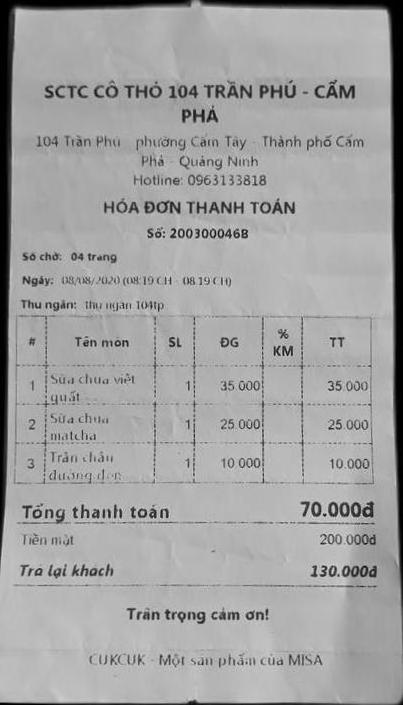 SCTC CÔ THỎ 104 TRẦN PHÚ - CẨM
PHẢ
104 Trần Phú - phường Cẩm Tây - Thành phố Cẩm
Phả - Quảng Ninh
Hotline: 0963133818
HÓA ĐƠN THANH TOÁN
Số: 2003000468
Số chờ: 04 trang
Ngày: 08/08/2020 (08:19 CH - 08:19 CH)
Thu ngân: thu ngân 104tp
# Tên món SL ĐG % KM TT
1 Sữa chua việt quất 1 35.000 35.000
2 Sữa chua matcha 1 25.000 25.000
3 Trân châu đường đen 1 10.000 10.000
Tổng thanh toán 70.000đ
Tiền mặt 200.000đ
Trả lại khách 130.000đ
Trân trọng cảm ơn!
CUKCUK - Một sản phẩm của MISA